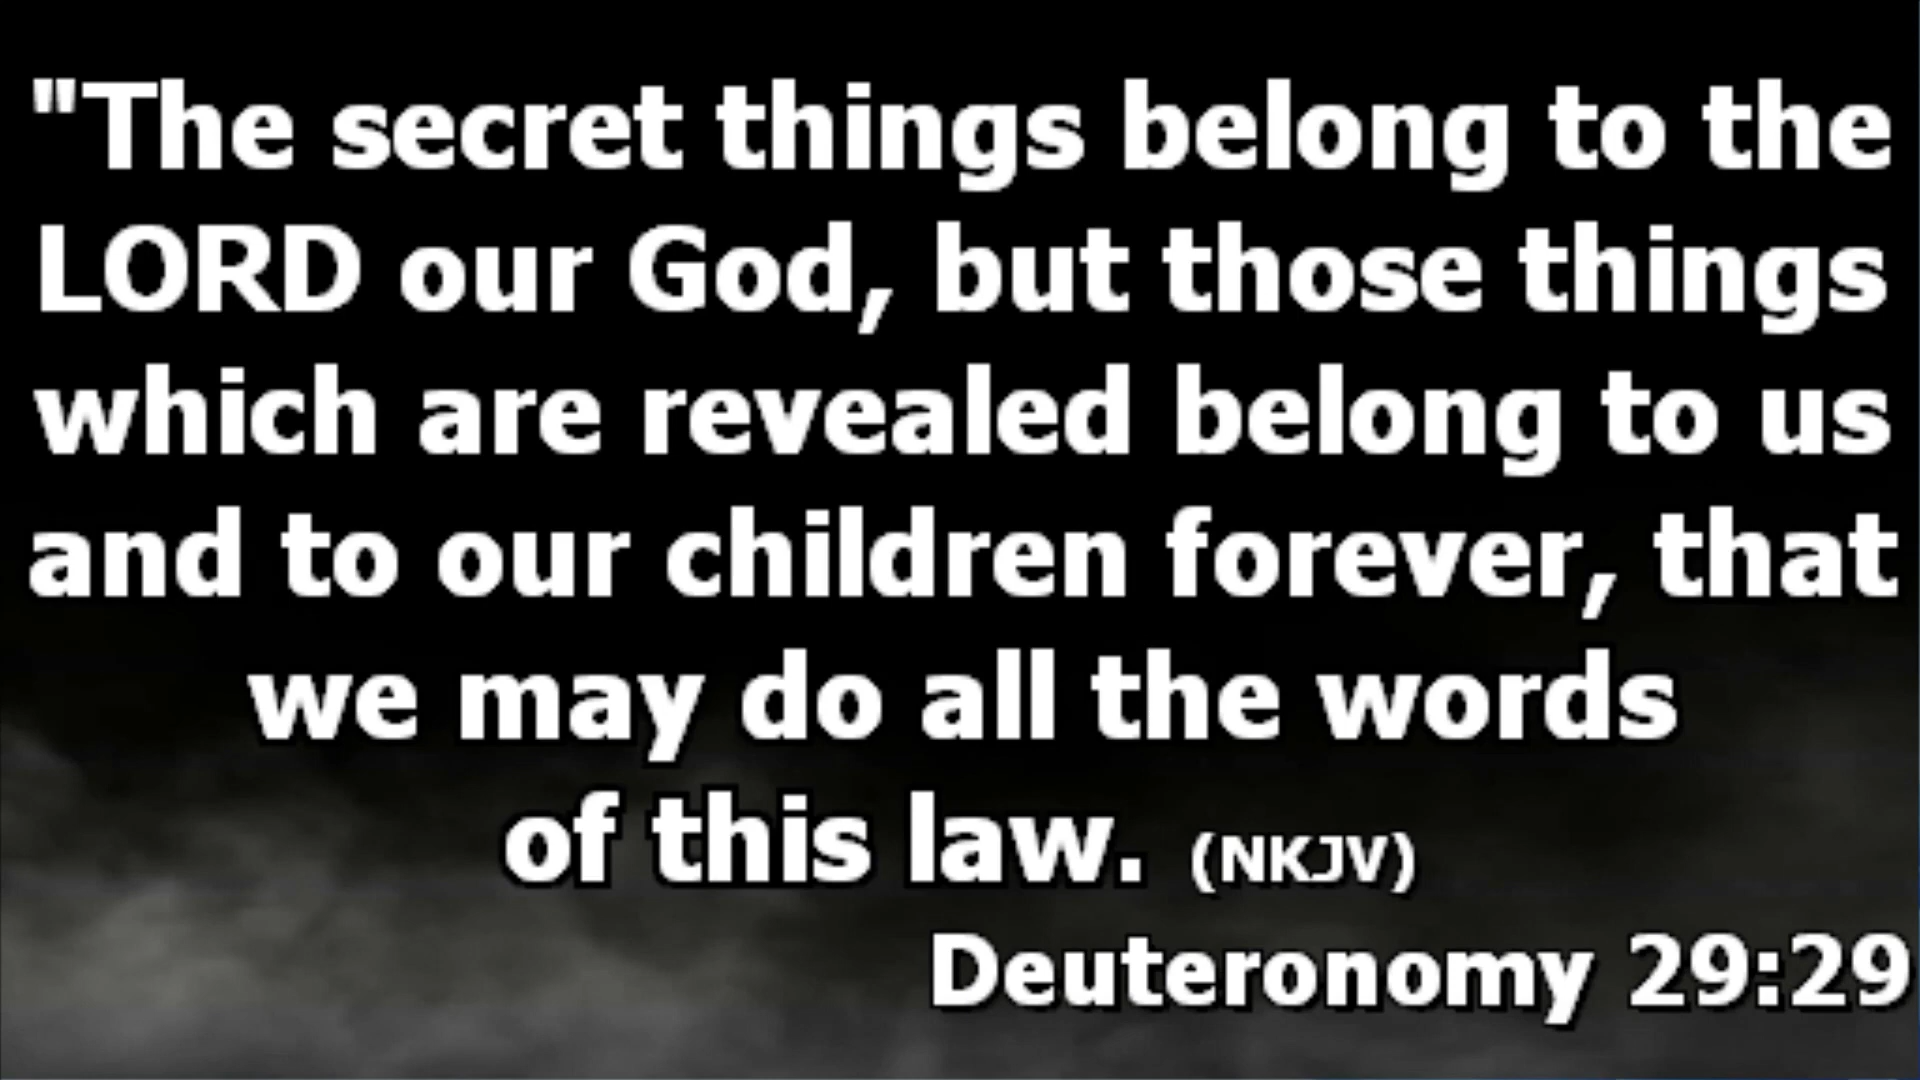 "The secret things belong to the
LORD our God, but those things
which are revealed belong to us
and to our children forever, that
we may do all the words
of this law. (NKJV)
Deuteronomy 29:29